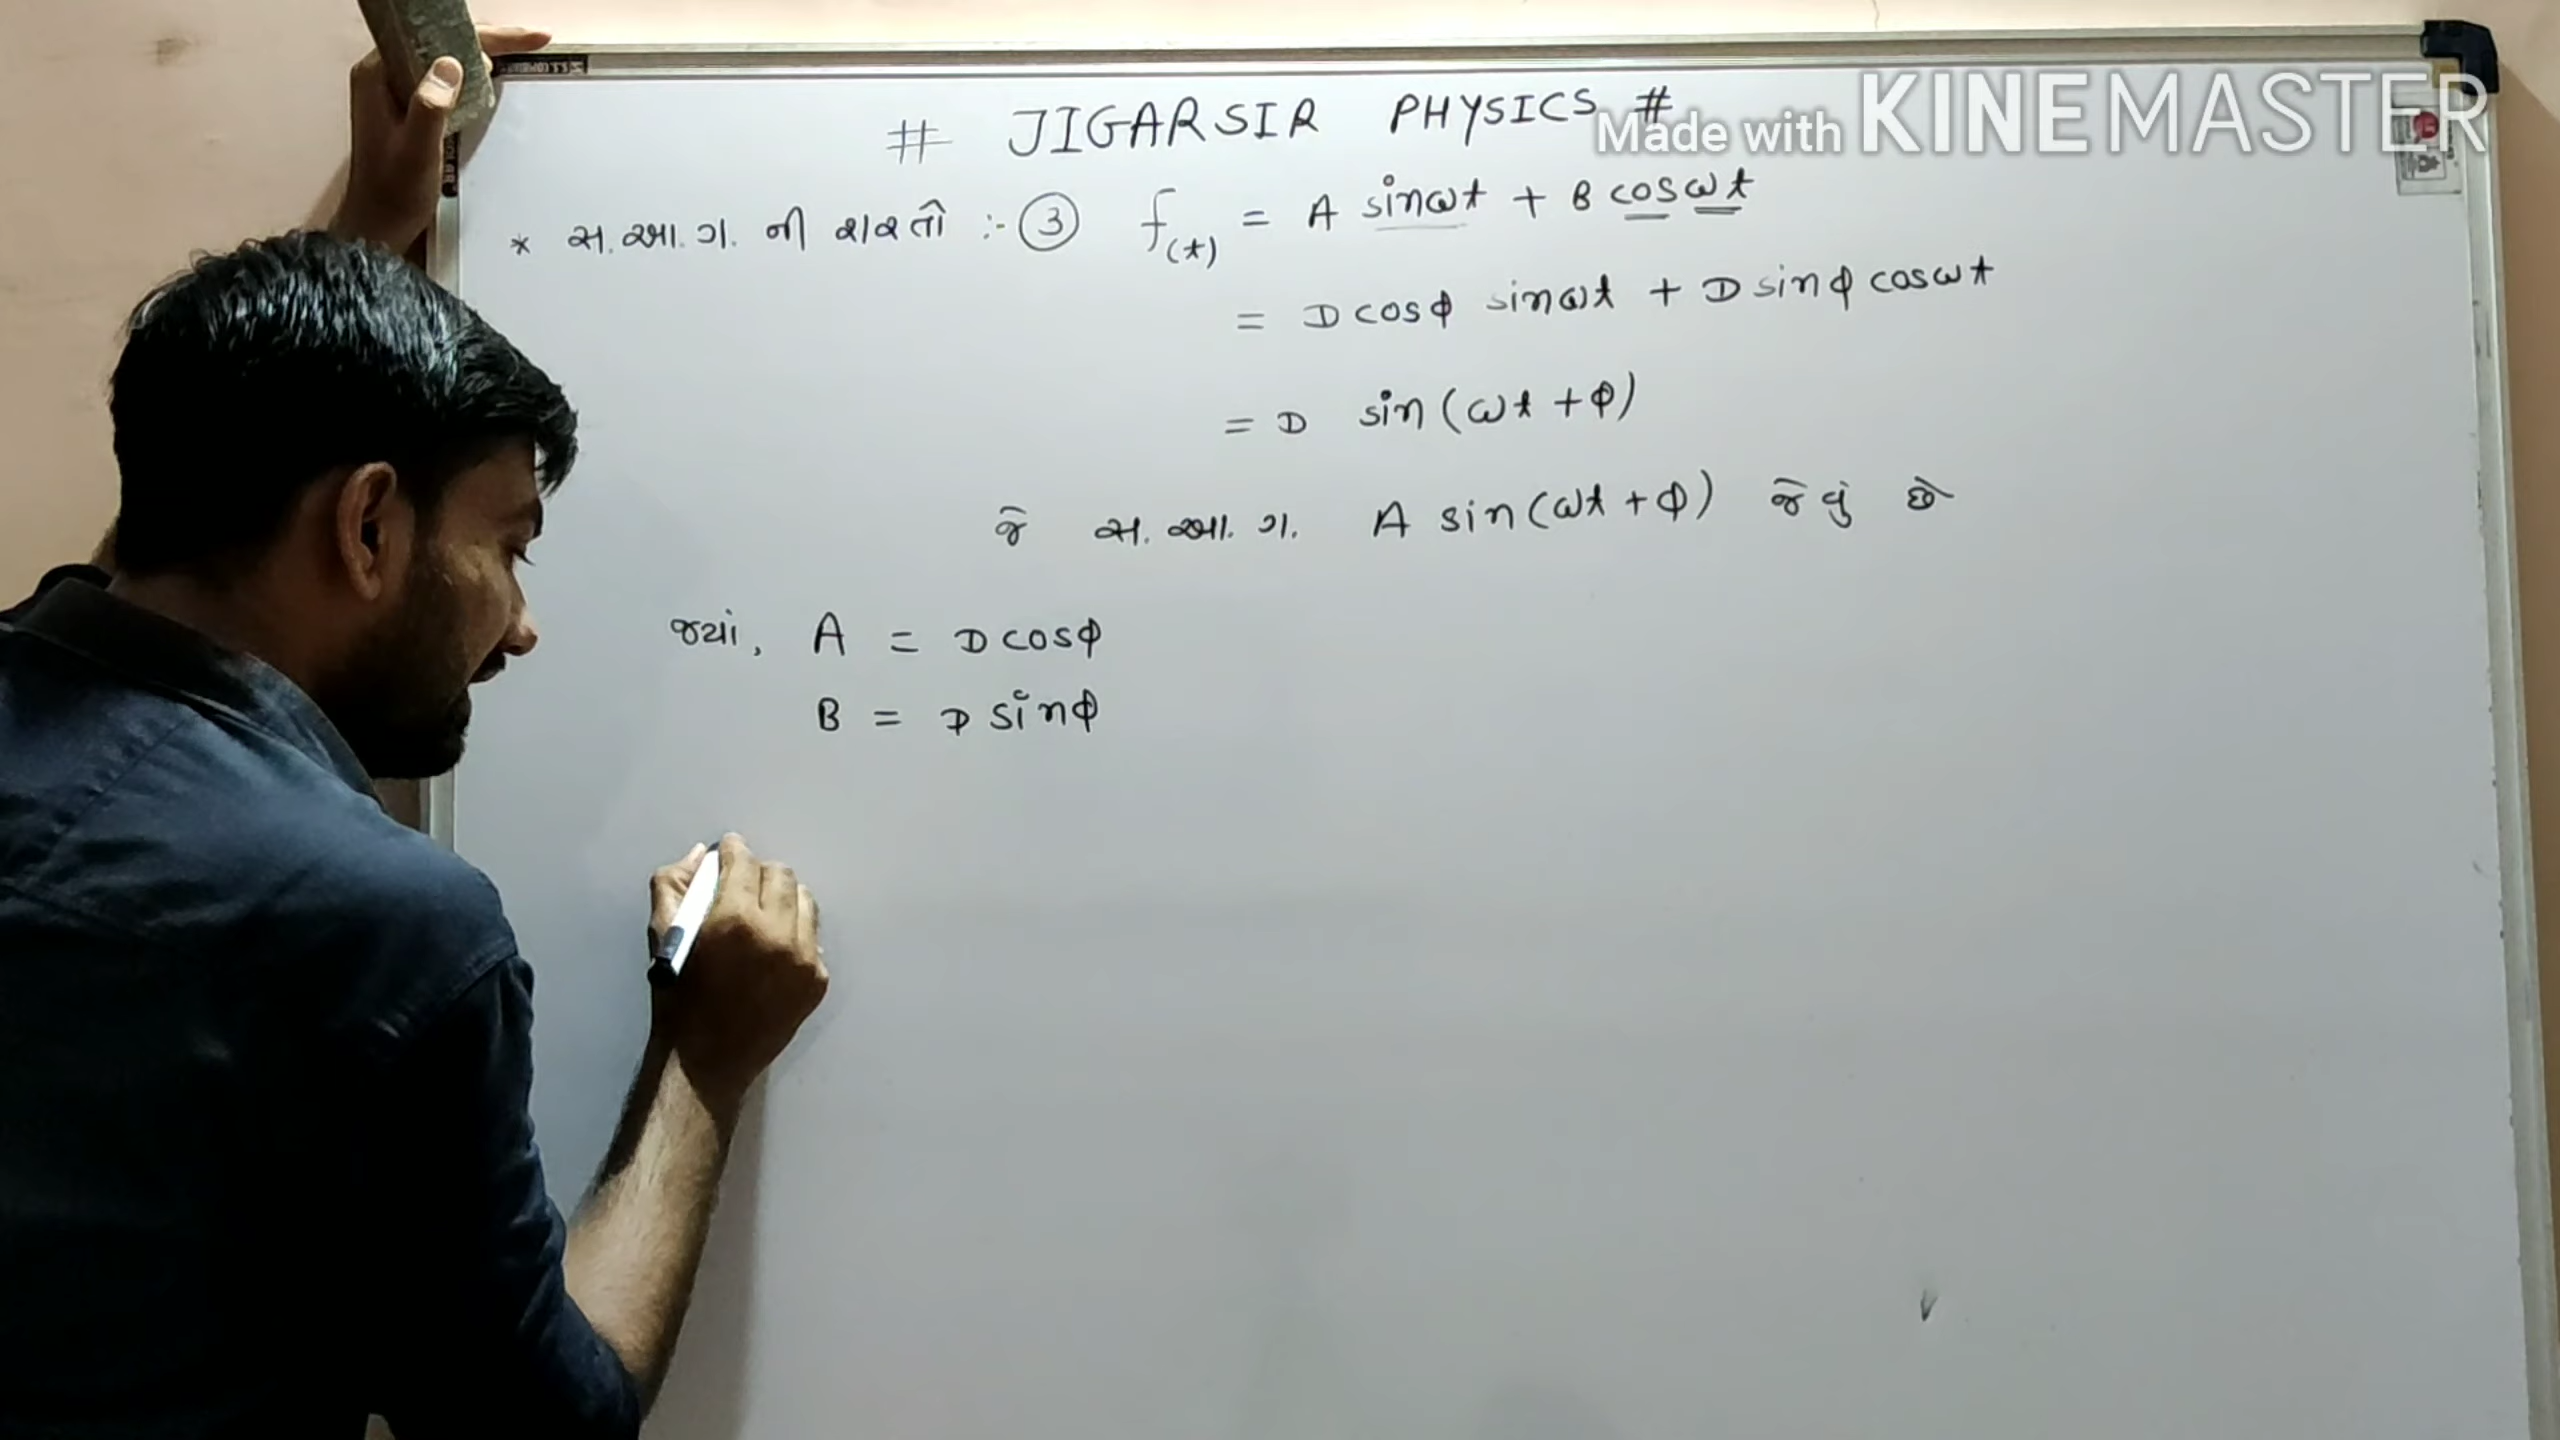 # JIGARSIR PHYSICS #
Made with KINEMASTER
* સ.આ.ગ. ની શરતો :- ③ f(t) = A sinωt + B cosωt
= D cosϕ sinωt + D sinϕ cosωt
= D sin(ωt + ϕ)
જે સ.આ.ગ. A sin(ωt + ϕ) જેવું છે
જયાં, A = D cosϕ
B = D sinϕ